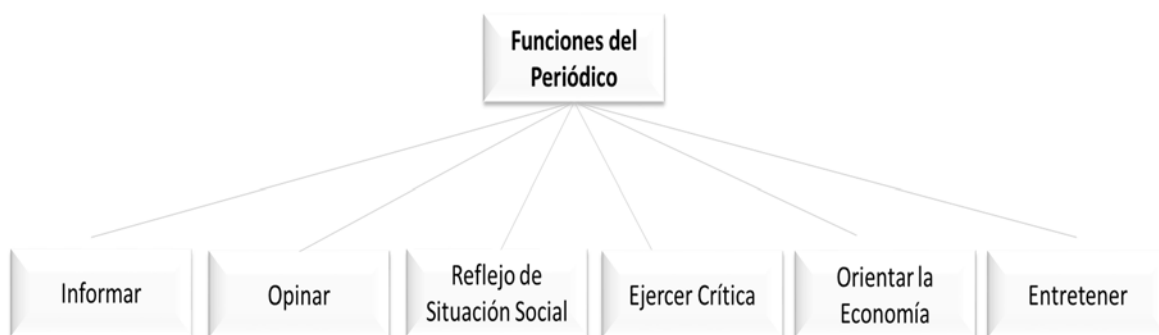 Funciones del
Periódico
Informar
Opinar
Reflejo de
Situación Social
Ejercer Crítica
Orientar la
Economía
Entretener